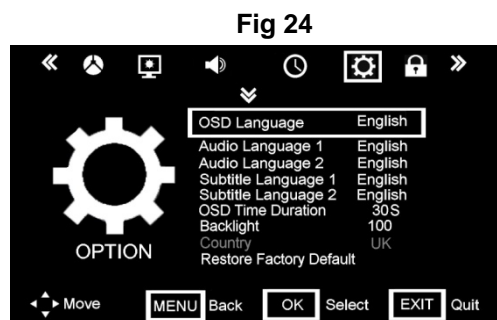 Fig 24
OSD Language English
Audio Language 1 English
Audio Language 2 English
Subtitle Language 1 English
Subtitle Language 2 English
OSD Time Duration 30S
Backlight 100
Country UK
Restore Factory Default
OPTION
Move MENU Back OK Select EXIT Quit